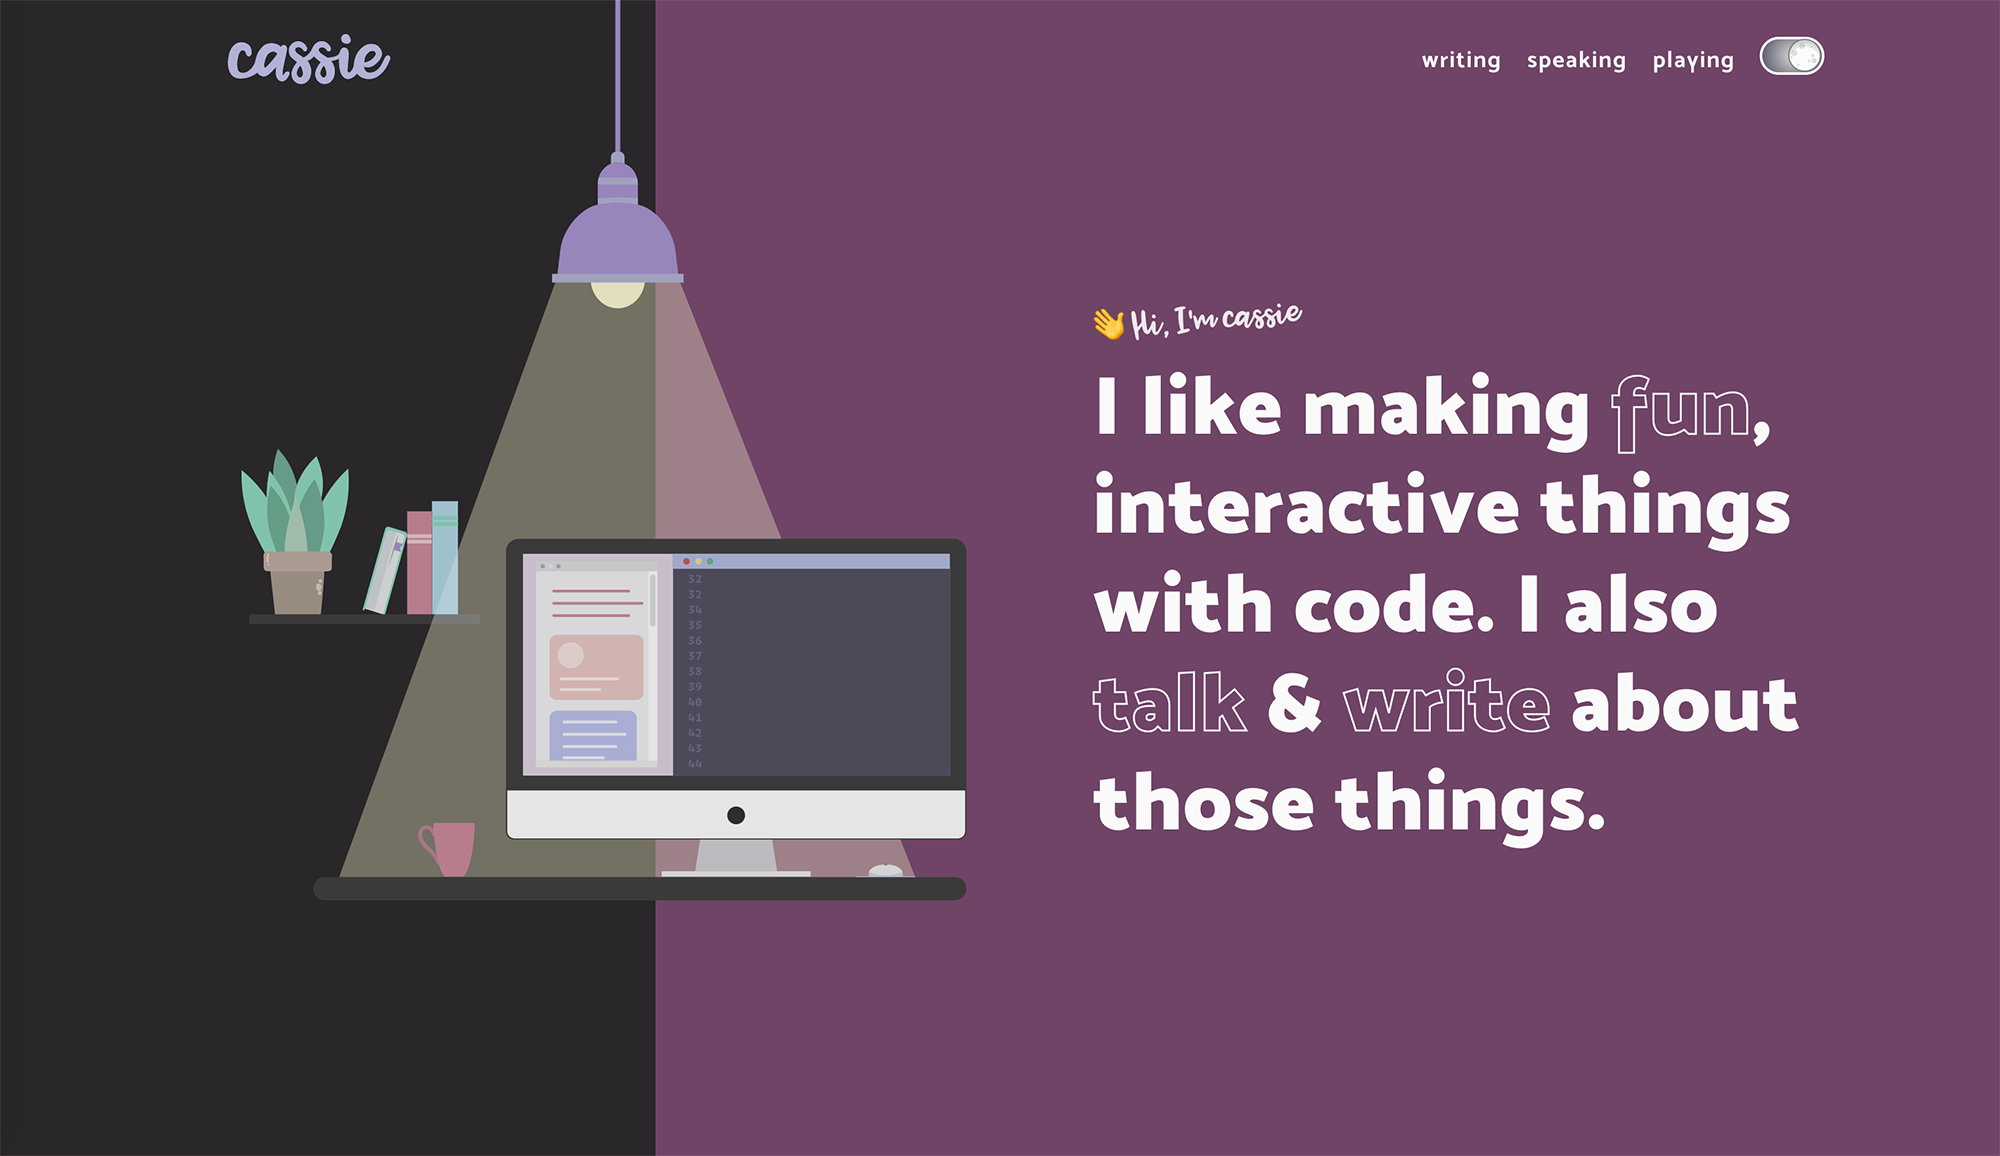 cassie
writing speaking playing
👋 Hi, I'm cassie
I like making fun,
interactive things
with code. I also
talk & write about
those things.
32
32
34
35
36
37
38
39
40
41
42
43
44